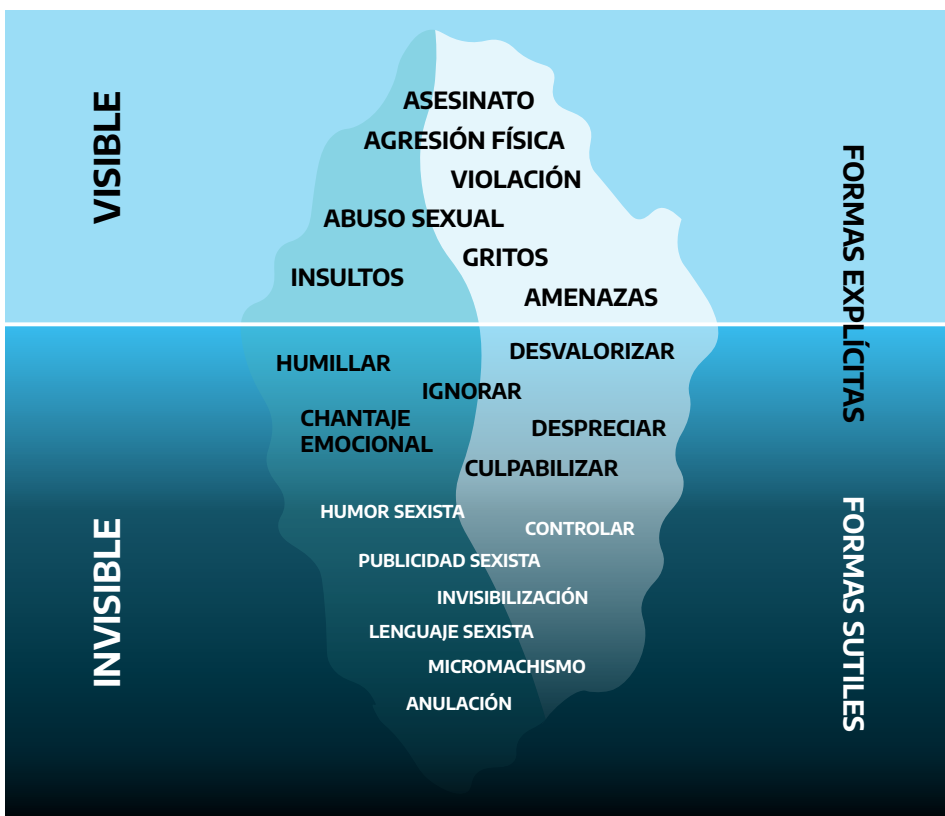 VISIBLE
ASESINATO
AGRESIÓN FÍSICA
VIOLACIÓN
ABUSO SEXUAL
GRITOS
INSULTOS
AMENAZAS
FORMAS EXPLÍCITAS
DESVALORIZAR
HUMILLAR
IGNORAR
CHANTAJE
EMOCIONAL
DESPRECIAR
CULPABILIZAR
INVISIBLE
HUMOR SEXISTA
CONTROLAR
PUBLICIDAD SEXISTA
INVISIBILIZACIÓN
LENGUAJE SEXISTA
MICROMACHISMO
ANULACIÓN
FORMAS SUTILES